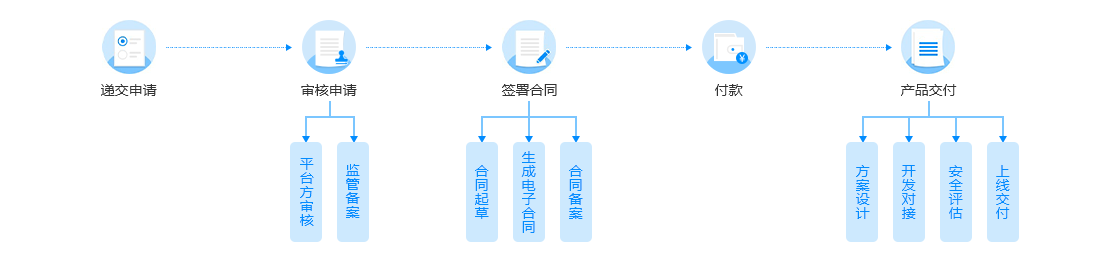 ¥
递交申请
审核申请
签署合同
付款
产品交付
平台方审核
监管备案
合同起草
生成电子合同
合同备案
方案设计
开发对接
安全评估
上线交付